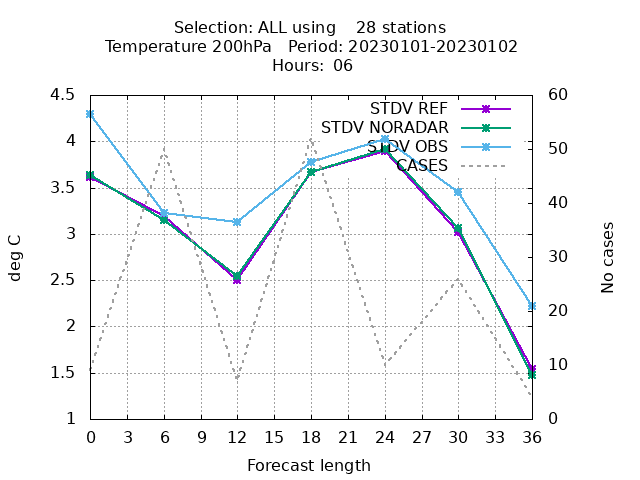 Selection: ALL using    28 stations
Temperature 200hPa   Period: 20230101-20230102
Hours:  06
STDV REF
STDV NORADAR
STDV OBS
CASES
deg C
4.5
4
3.5
3
2.5
2
1.5
1
60
50
40
30
20
10
0
No cases
0 3 6 9 12 15 18 21 24 27 30 33 36
Forecast length